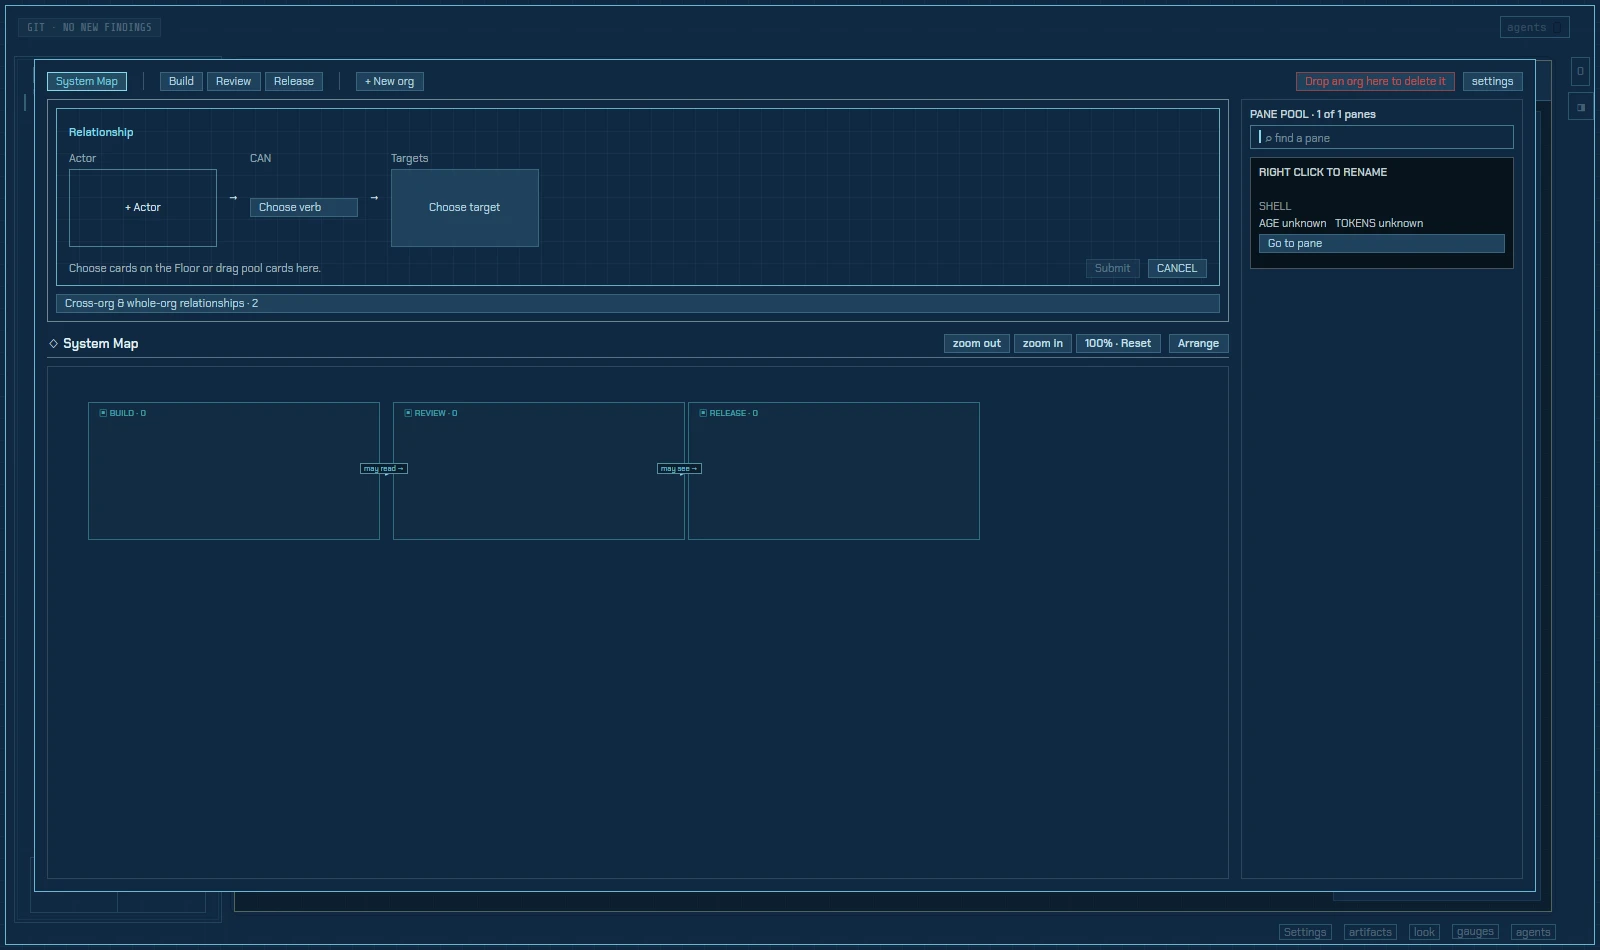 GIT · NO NEW FINDINGS
agents
System Map
Build
Review
Release
+ New org
Drop an org here to delete it
settings
Relationship
Actor
CAN
Targets
+ Actor
→
Choose verb
→
Choose target
Choose cards on the Floor or drag pool cards here.
Submit
CANCEL
Cross-org & whole-org relationships · 2
PANE POOL · 1 of 1 panes
⌕ find a pane
RIGHT CLICK TO RENAME
SHELL
AGE unknown TOKENS unknown
Go to pane
◇ System Map
zoom out
zoom in
100% · Reset
Arrange
▣ BUILD · 0
▣ REVIEW · 0
▣ RELEASE · 0
may read →
may see →
Settings
artifacts
look
gauges
agents